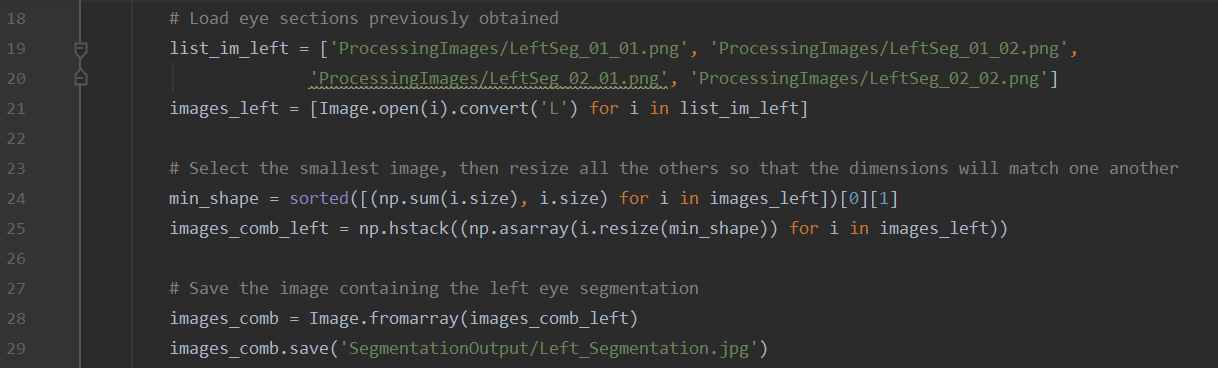 18 # Load eye sections previously obtained
19 list_im_left = ['ProcessingImages/LeftSeg_01_01.png', 'ProcessingImages/LeftSeg_01_02.png',
20 'ProcessingImages/LeftSeg_02_01.png', 'ProcessingImages/LeftSeg_02_02.png']
21 images_left = [Image.open(i).convert('L') for i in list_im_left]
22
23 # Select the smallest image, then resize all the others so that the dimensions will match one another
24 min_shape = sorted([(np.sum(i.size), i.size) for i in images_left])[0][1]
25 images_comb_left = np.hstack((np.asarray(i.resize(min_shape)) for i in images_left))
26
27 # Save the image containing the left eye segmentation
28 images_comb = Image.fromarray(images_comb_left)
29 images_comb.save('SegmentationOutput/Left_Segmentation.jpg')